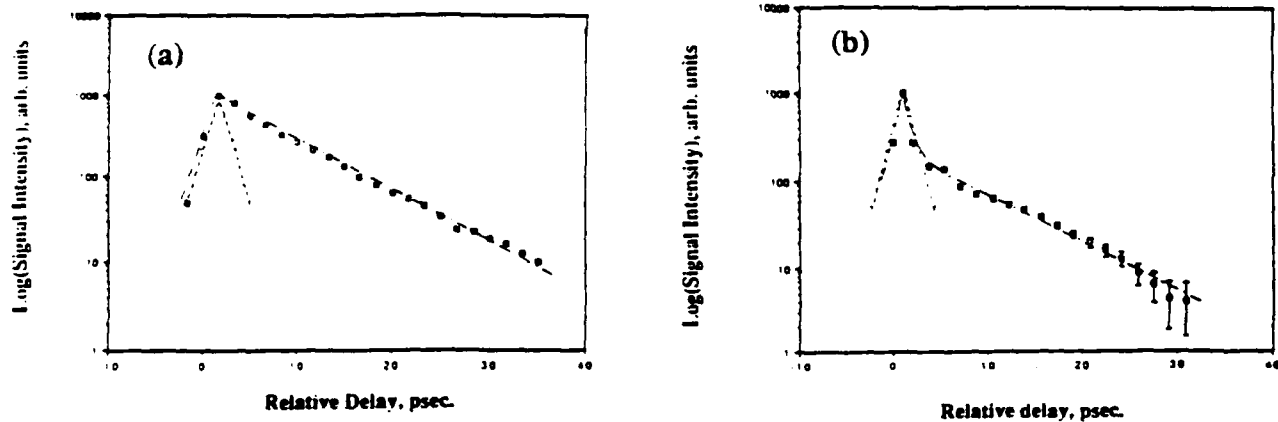 (a)
Log(Signal Intensity), arb. units
10000
1000
100
10
1
10 0 10 20 30 40
Relative Delay, psec.
(b)
Log(Signal Intensity), arb. units
10000
1000
100
10
1
-10 0 10 20 30 40
Relative delay, psec.